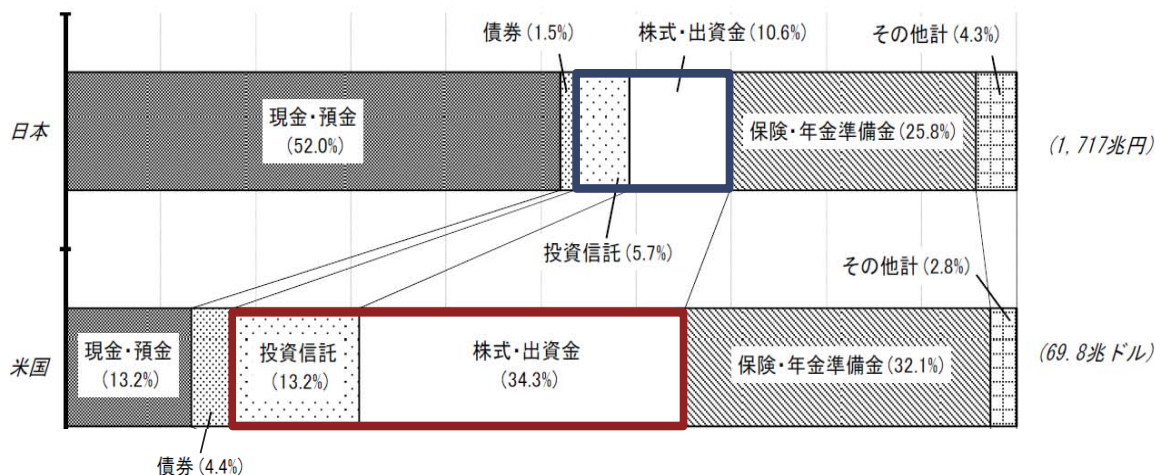 債券(1.5%)
株式・出資金(10.6%)
その他計(4.3%)
日本
現金・預金
(52.0%)
保険・年金準備金(25.8%)
(1,717兆円)
投資信託(5.7%)
その他計(2.8%)
米国
現金・預金
(13.2%)
投資信託
(13.2%)
株式・出資金
(34.3%)
保険・年金準備金(32.1%)
(69.8兆ドル)
債券(4.4%)